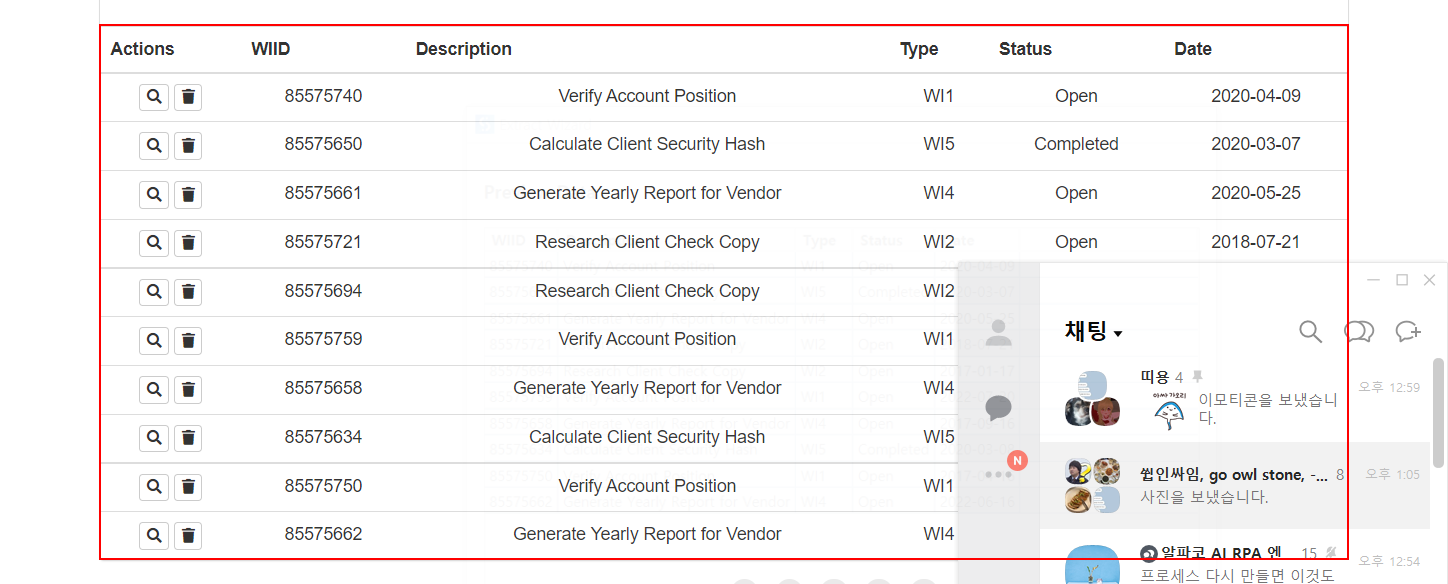 Actions WIID Description Type Status Date
85575740 Verify Account Position WI1 Open 2020-04-09
85575650 Calculate Client Security Hash WI5 Completed 2020-03-07
85575661 Generate Yearly Report for Vendor WI4 Open 2020-05-25
85575721 Research Client Check Copy WI2 Open 2018-07-21
85575694 Research Client Check Copy WI2
85575759 Verify Account Position WI1
85575658 Generate Yearly Report for Vendor WI4
85575634 Calculate Client Security Hash WI5
85575750 Verify Account Position WI1
85575662 Generate Yearly Report for Vendor WI4
채팅
띠용 4 오후 12:59
아싸 가오리
이모티콘을 보냈습니
다.
N
쩝인싸임, go owl stone, -... 8 오후 1:05
사진을 보냈습니다.
알파코 AI RPA 엔 15 오후 12:54
프로세스 다시 만들면 이것도